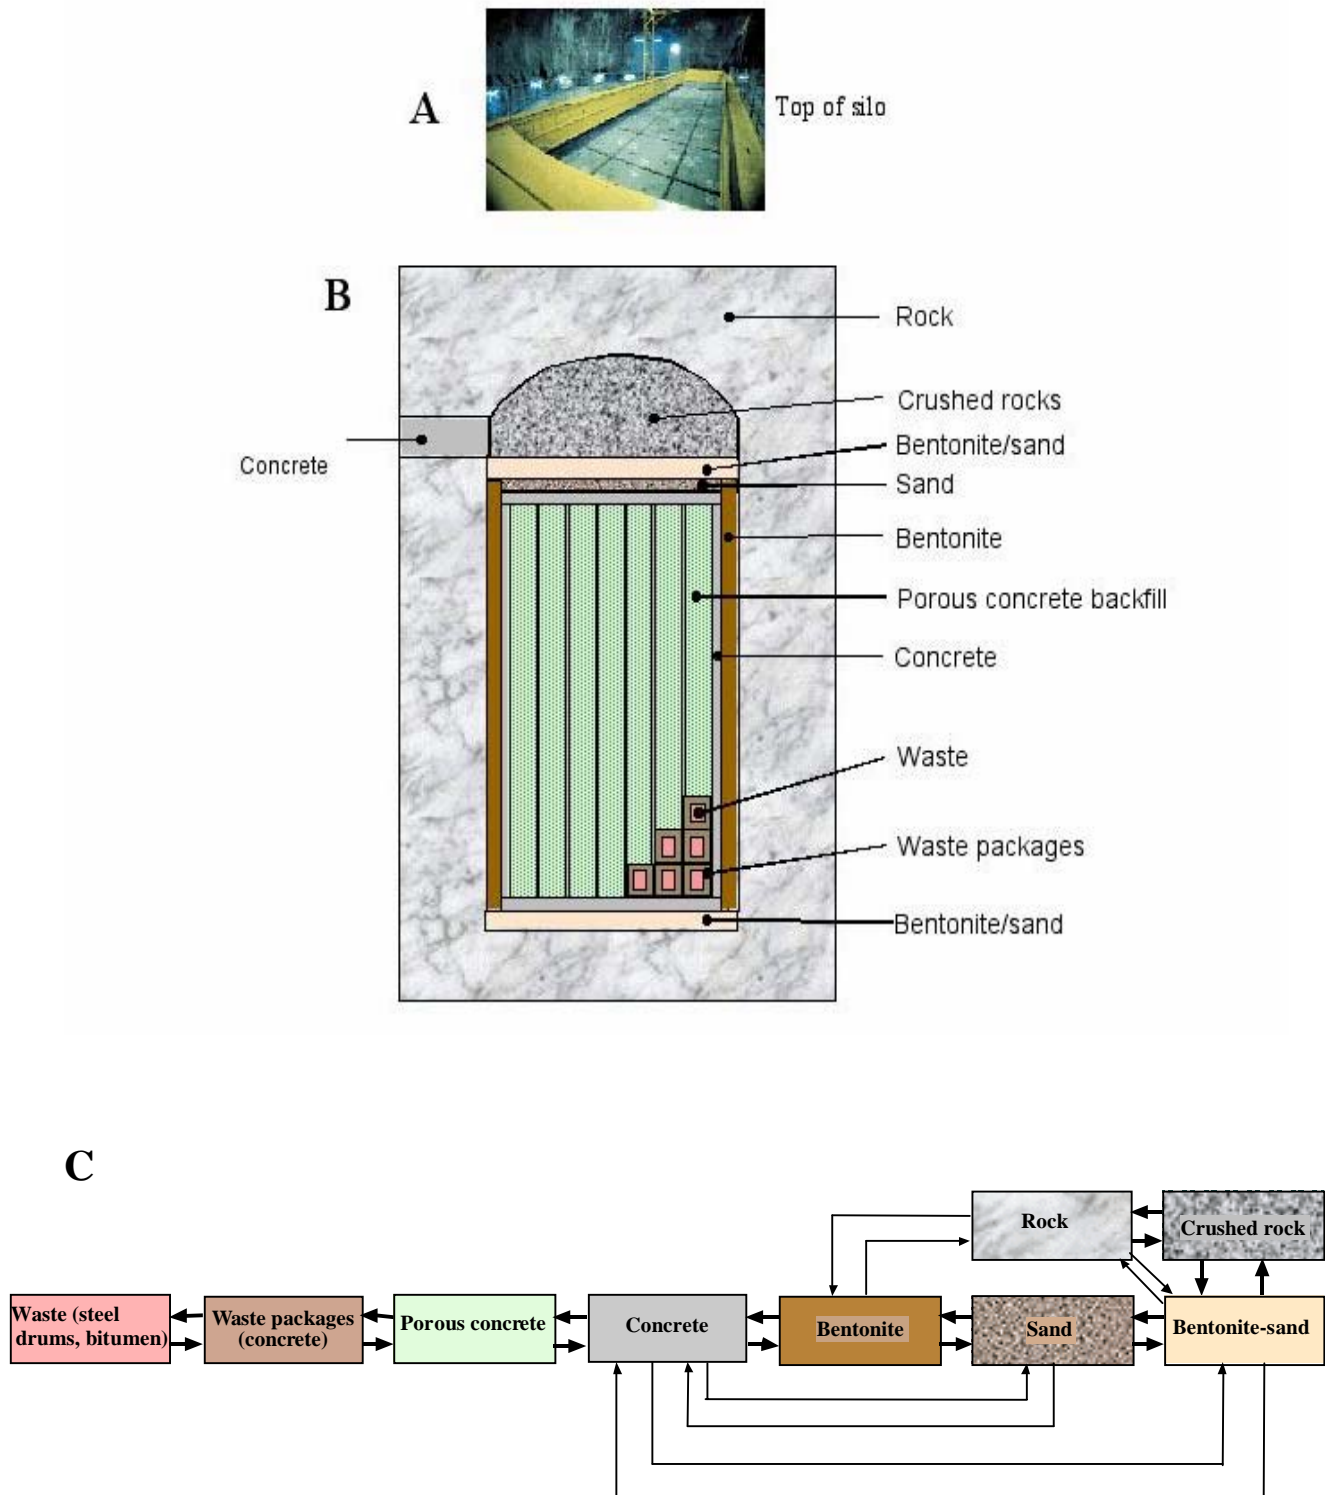 A
Top of silo
B
Rock
Crushed rocks
Bentonite/sand
Concrete
Sand
Bentonite
Porous concrete backfill
Concrete
Waste
Waste packages
Bentonite/sand
C
Rock
Crushed rock
Waste (steel
drums, bitumen)
Waste packages
(concrete)
Porous concrete
Concrete
Bentonite
Sand
Bentonite-sand